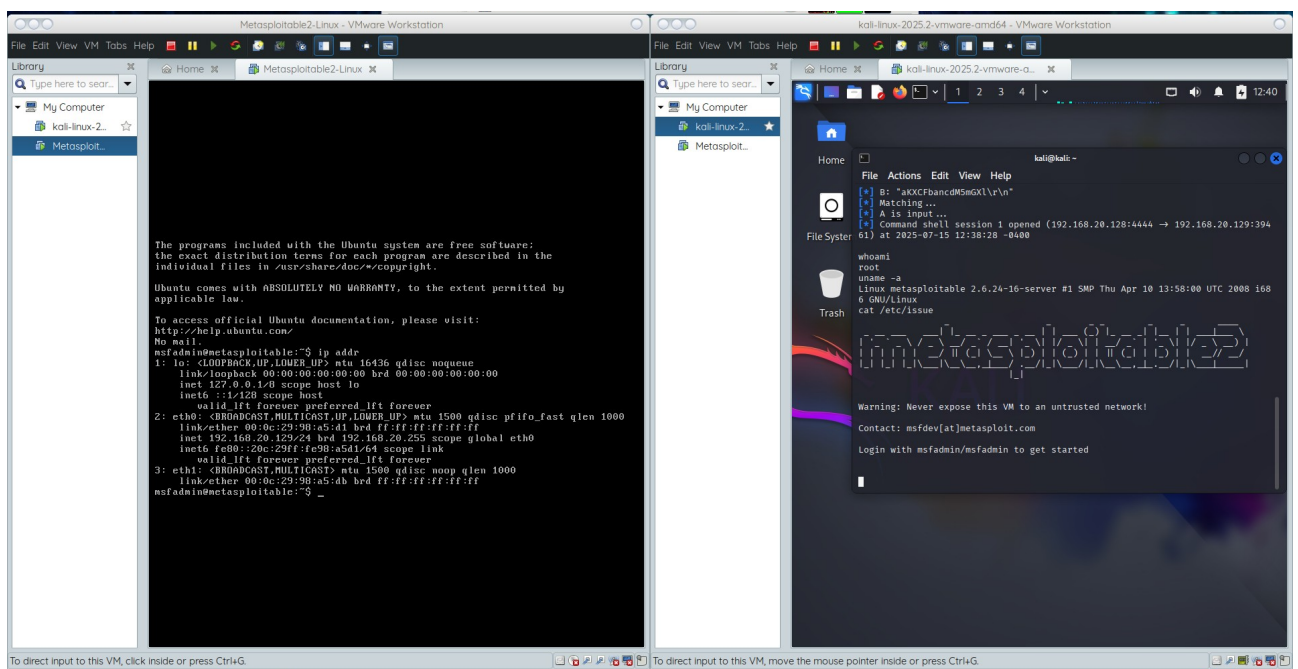 Metasploitable2-Linux - VMware Workstation
File Edit View VM Tabs Help
Library
Type here to sear...
My Computer
kali-linux-2...
Metasploit...
Home
Metasploitable2-Linux
The programs included with the Ubuntu system are free software;
the exact distribution terms for each program are described in the
individual files in /usr/share/doc/*/copyright.
Ubuntu comes with ABSOLUTELY NO WARRANTY, to the extent permitted by
applicable law.
To access official Ubuntu documentation, please visit:
http://help.ubuntu.com/
No mail.
msfadmin@metasploitable:~$ ip addr
1: lo: <LOOPBACK,UP,LOWER_UP> mtu 16436 qdisc noqueue
link/loopback 00:00:00:00:00:00 brd 00:00:00:00:00:00
inet 127.0.0.1/8 scope host lo
inet6 ::1/128 scope host
valid_lft forever preferred_lft forever
2: eth0: <BROADCAST,MULTICAST,UP,LOWER_UP> mtu 1500 qdisc pfifo_fast qlen 1000
link/ether 00:0c:29:98:a5:d1 brd ff:ff:ff:ff:ff:ff
inet 192.168.20.129/24 brd 192.168.20.255 scope global eth0
inet6 fe80::20c:29ff:fe98:a5d1/64 scope link
valid_lft forever preferred_lft forever
3: eth1: <BROADCAST,MULTICAST> mtu 1500 qdisc noop qlen 1000
link/ether 00:0c:29:98:a5:db brd ff:ff:ff:ff:ff:ff
msfadmin@metasploitable:~$ _
To direct input to this VM, click inside or press Ctrl+G.
kali-linux-2025.2-vmware-amd64 - VMware Workstation
File Edit View VM Tabs Help
Library
Type here to sear...
My Computer
kali-linux-2...
Metasploit...
Home
kali-linux-2025.2-vmware-a...
1 2 3 4
12:40
Home
File System
Trash
kali@kali: ~
File Actions Edit View Help
[*] B: "aKXCFbancdM5mGXl\r\n"
[*] Matching...
[*] A is input...
[*] Command shell session 1 opened (192.168.20.128:4444 → 192.168.20.129:394
61) at 2025-07-15 12:38:28 -0400
whoami
root
uname -a
Linux metasploitable 2.6.24-16-server #1 SMP Thu Apr 10 13:58:00 UTC 2008 i68
6 GNU/Linux
cat /etc/issue
metasploitable2
Warning: Never expose this VM to an untrusted network!
Contact: msfdev[at]metasploit.com
Login with msfadmin/msfadmin to get started
To direct input to this VM, move the mouse pointer inside or press Ctrl+G.